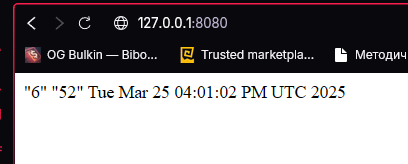 127.0.0.1:8080
OG Bulkin — Bibo... Trusted marketpla... Методич
"6" "52" Tue Mar 25 04:01:02 PM UTC 2025